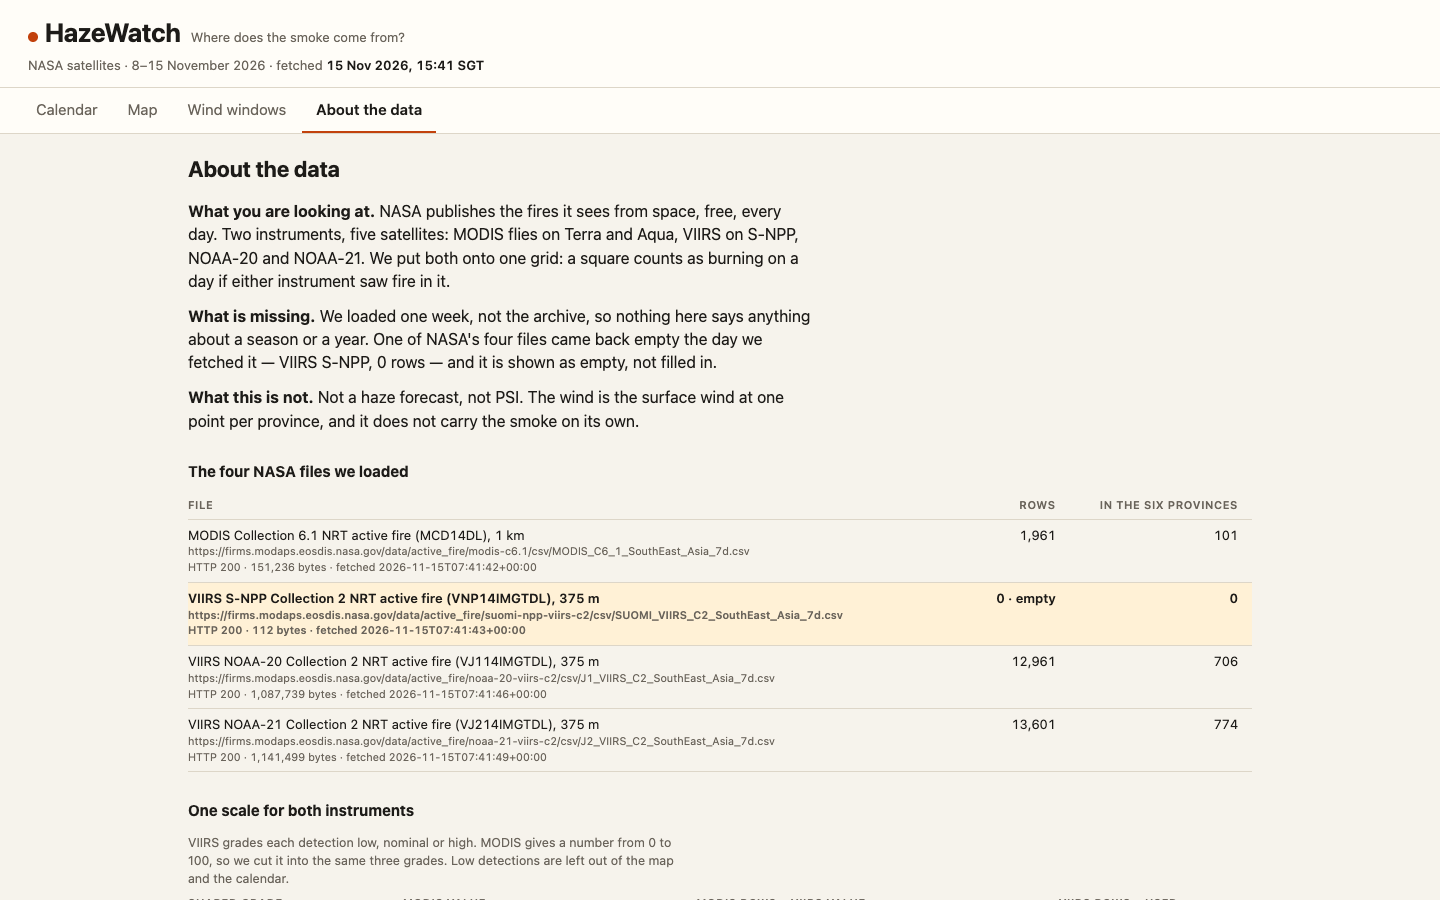 HazeWatch Where does the smoke come from?
NASA satellites · 8–15 November 2026 · fetched 15 Nov 2026, 15:41 SGT
Calendar Map Wind windows About the data
About the data
What you are looking at. NASA publishes the fires it sees from space, free, every
day. Two instruments, five satellites: MODIS flies on Terra and Aqua, VIIRS on S-NPP,
NOAA-20 and NOAA-21. We put both onto one grid: a square counts as burning on a
day if either instrument saw fire in it.
What is missing. We loaded one week, not the archive, so nothing here says anything
about a season or a year. One of NASA's four files came back empty the day we
fetched it — VIIRS S-NPP, 0 rows — and it is shown as empty, not filled in.
What this is not. Not a haze forecast, not PSI. The wind is the surface wind at one
point per province, and it does not carry the smoke on its own.
The four NASA files we loaded
FILE ROWS IN THE SIX PROVINCES
MODIS Collection 6.1 NRT active fire (MCD14DL), 1 km 1,961 101
https://firms.modaps.eosdis.nasa.gov/data/active_fire/modis-c6.1/csv/MODIS_C6_1_SouthEast_Asia_7d.csv
HTTP 200 · 151,236 bytes · fetched 2026-11-15T07:41:42+00:00
VIIRS S-NPP Collection 2 NRT active fire (VNP14IMGTDL), 375 m 0 · empty 0
https://firms.modaps.eosdis.nasa.gov/data/active_fire/suomi-npp-viirs-c2/csv/SUOMI_VIIRS_C2_SouthEast_Asia_7d.csv
HTTP 200 · 112 bytes · fetched 2026-11-15T07:41:43+00:00
VIIRS NOAA-20 Collection 2 NRT active fire (VJ114IMGTDL), 375 m 12,961 706
https://firms.modaps.eosdis.nasa.gov/data/active_fire/noaa-20-viirs-c2/csv/J1_VIIRS_C2_SouthEast_Asia_7d.csv
HTTP 200 · 1,087,739 bytes · fetched 2026-11-15T07:41:46+00:00
VIIRS NOAA-21 Collection 2 NRT active fire (VJ214IMGTDL), 375 m 13,601 774
https://firms.modaps.eosdis.nasa.gov/data/active_fire/noaa-21-viirs-c2/csv/J2_VIIRS_C2_SouthEast_Asia_7d.csv
HTTP 200 · 1,141,499 bytes · fetched 2026-11-15T07:41:49+00:00
One scale for both instruments
VIIRS grades each detection low, nominal or high. MODIS gives a number from 0 to
100, so we cut it into the same three grades. Low detections are left out of the map
and the calendar.